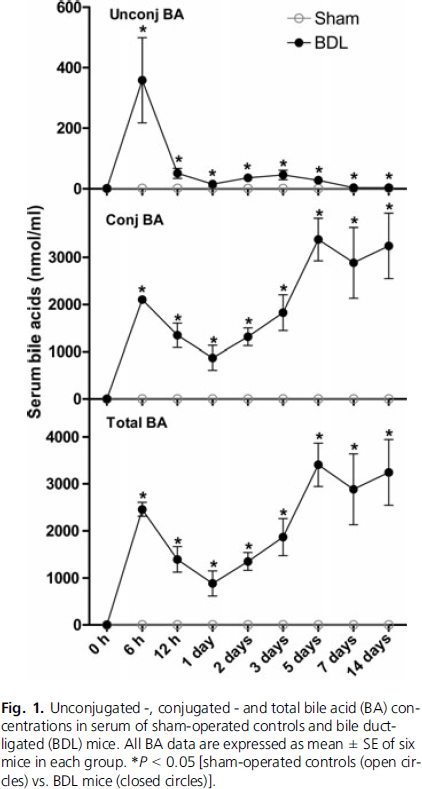 Unconj BA
Sham
BDL
600
400
200
0
* * * * * * * *
Serum bile acids (nmol/ml)
Conj BA
3000
2000
1000
0
* * * * * * * *
Total BA
4000
3000
2000
1000
0
* * * * * * * *
0 h
6 h
12 h
1 day
2 days
3 days
5 days
7 days
14 days
Fig. 1. Unconjugated -, conjugated - and total bile acid (BA) con-
centrations in serum of sham-operated controls and bile duct-
ligated (BDL) mice. All BA data are expressed as mean ± SE of six
mice in each group. *P < 0.05 [sham-operated controls (open cir-
cles) vs. BDL mice (closed circles)].